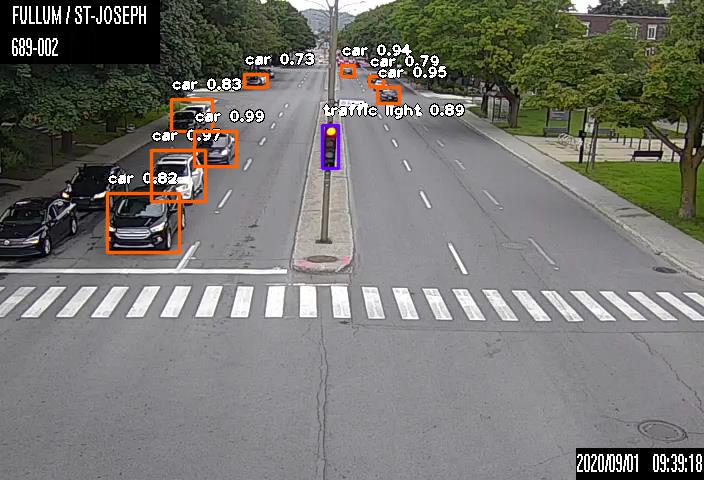 FULLUM / ST-JOSEPH
689-002
car 0.94
car 0.73
car 0.79
car 0.95
car 0.83
traffic light 0.89
car 0.99
car 0.97
car 0.82
2020/09/01 09:39:18